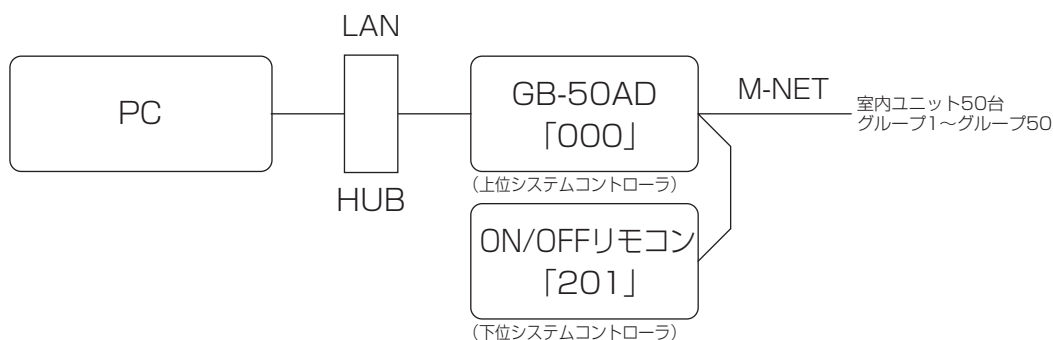 LAN
PC
HUB
GB-50AD
「000」
(上位システムコントローラ)
M-NET
室内ユニット50台
グループ1～グループ50
ON/OFFリモコン
「201」
(下位システムコントローラ)